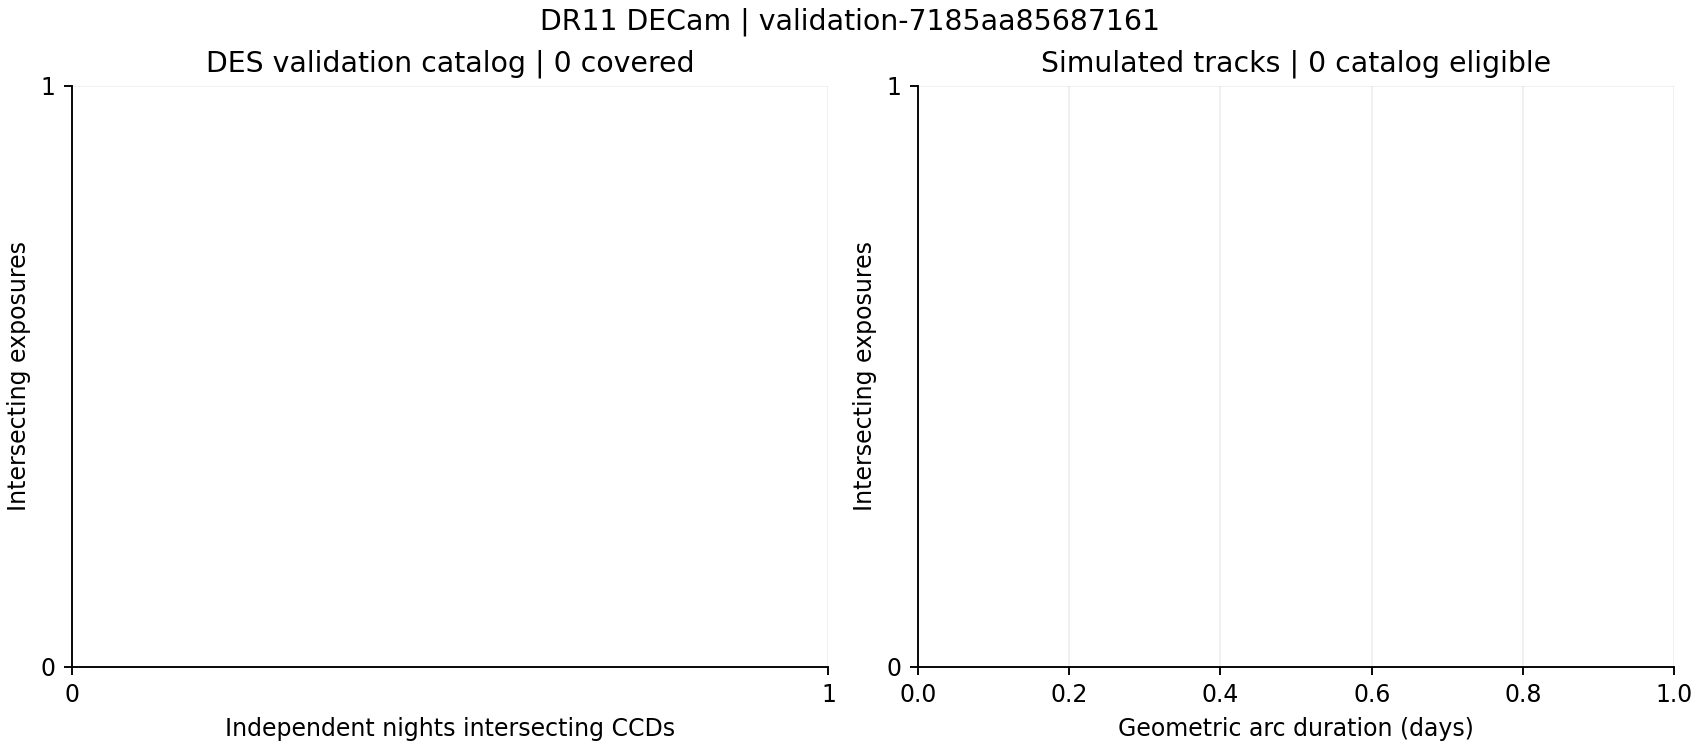 DR11 DECam | validation-7185aa85687161
DES validation catalog | 0 covered
1
0
Intersecting exposures
0
1
Independent nights intersecting CCDs
Simulated tracks | 0 catalog eligible
1
0
Intersecting exposures
0.0
0.2
0.4
0.6
0.8
1.0
Geometric arc duration (days)